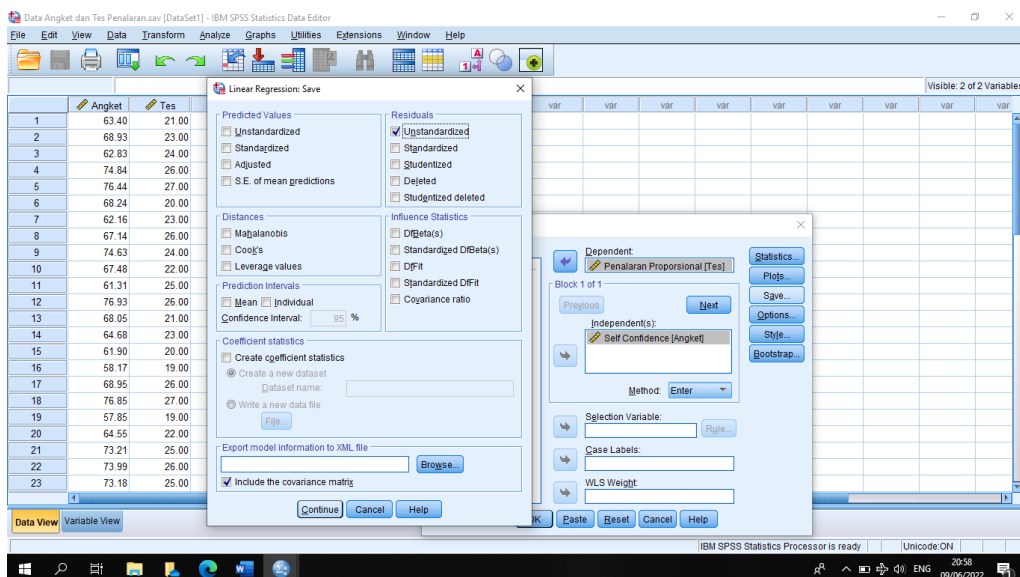 Data Angket dan Tes Penalaran.sav [DataSet1] - IBM SPSS Statistics Data Editor
File Edit View Data Transform Analyze Graphs Utilities Extensions Window Help
Visible: 2 of 2 Variables
Angket Tes var var var var var var var var
1 63.40 21.00
2 68.93 23.00
3 62.83 24.00
4 74.84 26.00
5 76.44 27.00
6 68.24 20.00
7 62.16 23.00
8 67.14 26.00
9 74.63 24.00
10 67.48 22.00
11 61.31 25.00
12 76.93 26.00
13 68.05 21.00
14 64.68 23.00
15 61.90 20.00
16 58.17 19.00
17 68.95 26.00
18 76.85 27.00
19 57.85 19.00
20 64.55 22.00
21 73.21 25.00
22 73.99 26.00
23 73.18 25.00
Linear Regression: Save
Predicted Values
Unstandardized
Standardized
Adjusted
S.E. of mean predictions
Residuals
Unstandardized
Standardized
Studentized
Deleted
Studentized deleted
Distances
Mahalanobis
Cook's
Leverage values
Influence Statistics
DfBeta(s)
Standardized DfBeta(s)
DfFit
Standardized DfFit
Covariance ratio
Prediction Intervals
Mean Individual
Confidence Interval: 95 %
Coefficient statistics
Create coefficient statistics
Create a new dataset
Dataset name:
Write a new data file
File...
Export model information to XML file
Browse...
Include the covariance matrix
Continue Cancel Help
Dependent:
Penalaran Proporsional [Tes]
Block 1 of 1
Previous Next
Independent(s):
Self Confidence [Angket]
Method: Enter
Selection Variable:
Rule...
Case Labels:
WLS Weight:
Statistics...
Plots...
Save...
Options...
Style...
Bootstrap...
Paste Reset Cancel Help
Data View Variable View
IBM SPSS Statistics Processor is ready Unicode:ON
ENG
20:58
09/06/2022